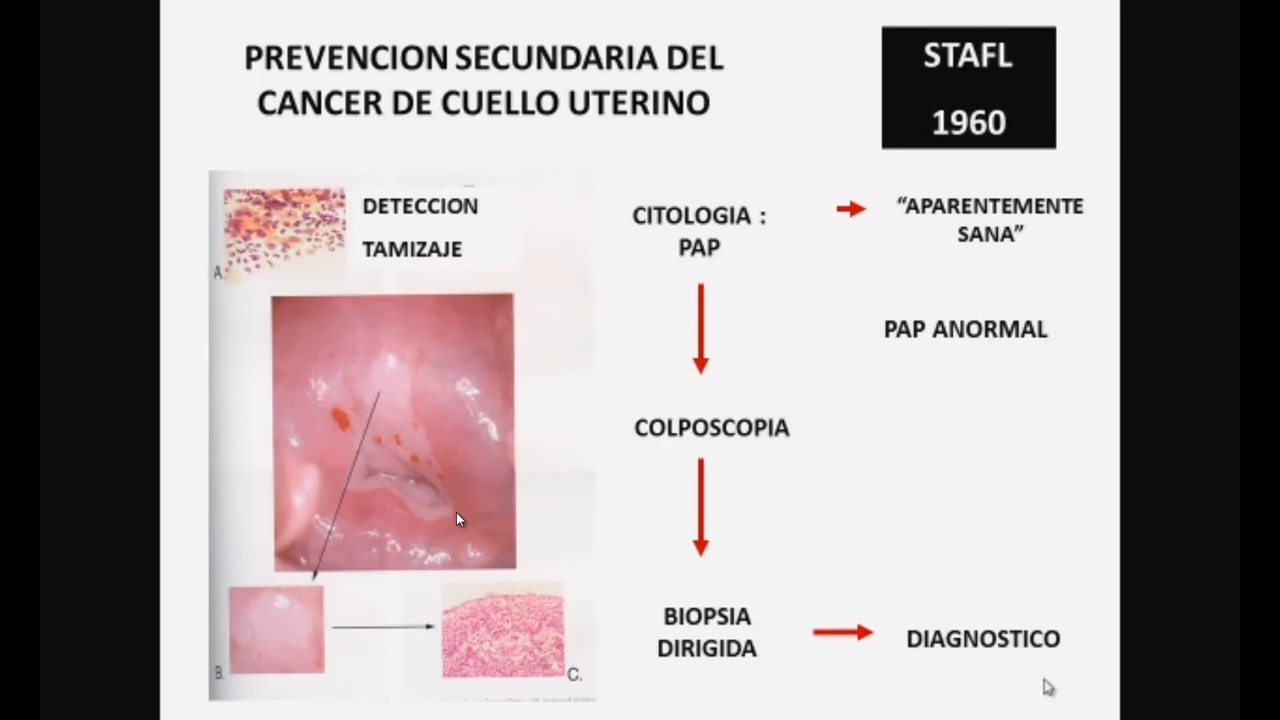 PREVENCION SECUNDARIA DEL
CANCER DE CUELLO UTERINO
STAFL
1960
DETECCION
TAMIZAJE
A.
CITOLOGIA :
PAP
“APARENTEMENTE
SANA”
PAP ANORMAL
COLPOSCOPIA
BIOPSIA
DIRIGIDA
DIAGNOSTICO
B.
C.